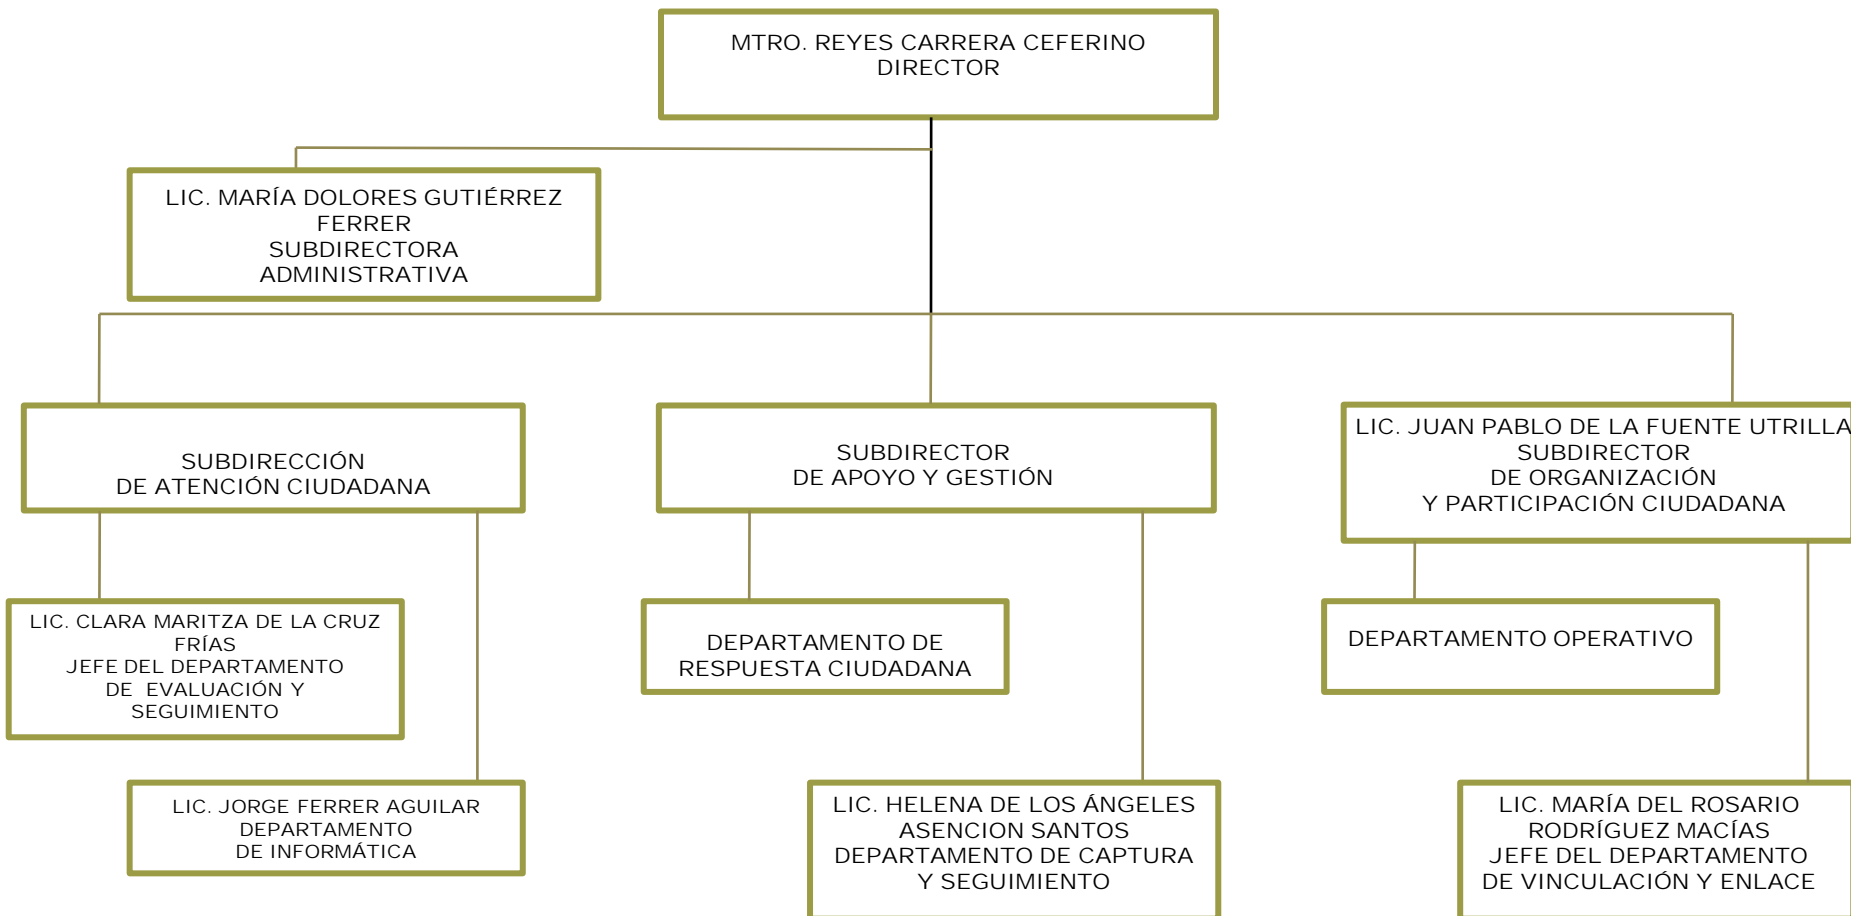 MTRO. REYES CARRERA CEFERINO
DIRECTOR
LIC. MARÍA DOLORES GUTIÉRREZ
FERRER
SUBDIRECTORA
ADMINISTRATIVA
SUBDIRECCIÓN
DE ATENCIÓN CIUDADANA
SUBDIRECTOR
DE APOYO Y GESTIÓN
LIC. JUAN PABLO DE LA FUENTE UTRILLA
SUBDIRECTOR
DE ORGANIZACIÓN
Y PARTICIPACIÓN CIUDADANA
LIC. CLARA MARITZA DE LA CRUZ
FRÍAS
JEFE DEL DEPARTAMENTO
DE EVALUACIÓN Y
SEGUIMIENTO
DEPARTAMENTO DE
RESPUESTA CIUDADANA
DEPARTAMENTO OPERATIVO
LIC. JORGE FERRER AGUILAR
DEPARTAMENTO
DE INFORMÁTICA
LIC. HELENA DE LOS ÁNGELES
ASENCION SANTOS
DEPARTAMENTO DE CAPTURA
Y SEGUIMIENTO
LIC. MARÍA DEL ROSARIO
RODRÍGUEZ MACÍAS
JEFE DEL DEPARTAMENTO
DE VINCULACIÓN Y ENLACE